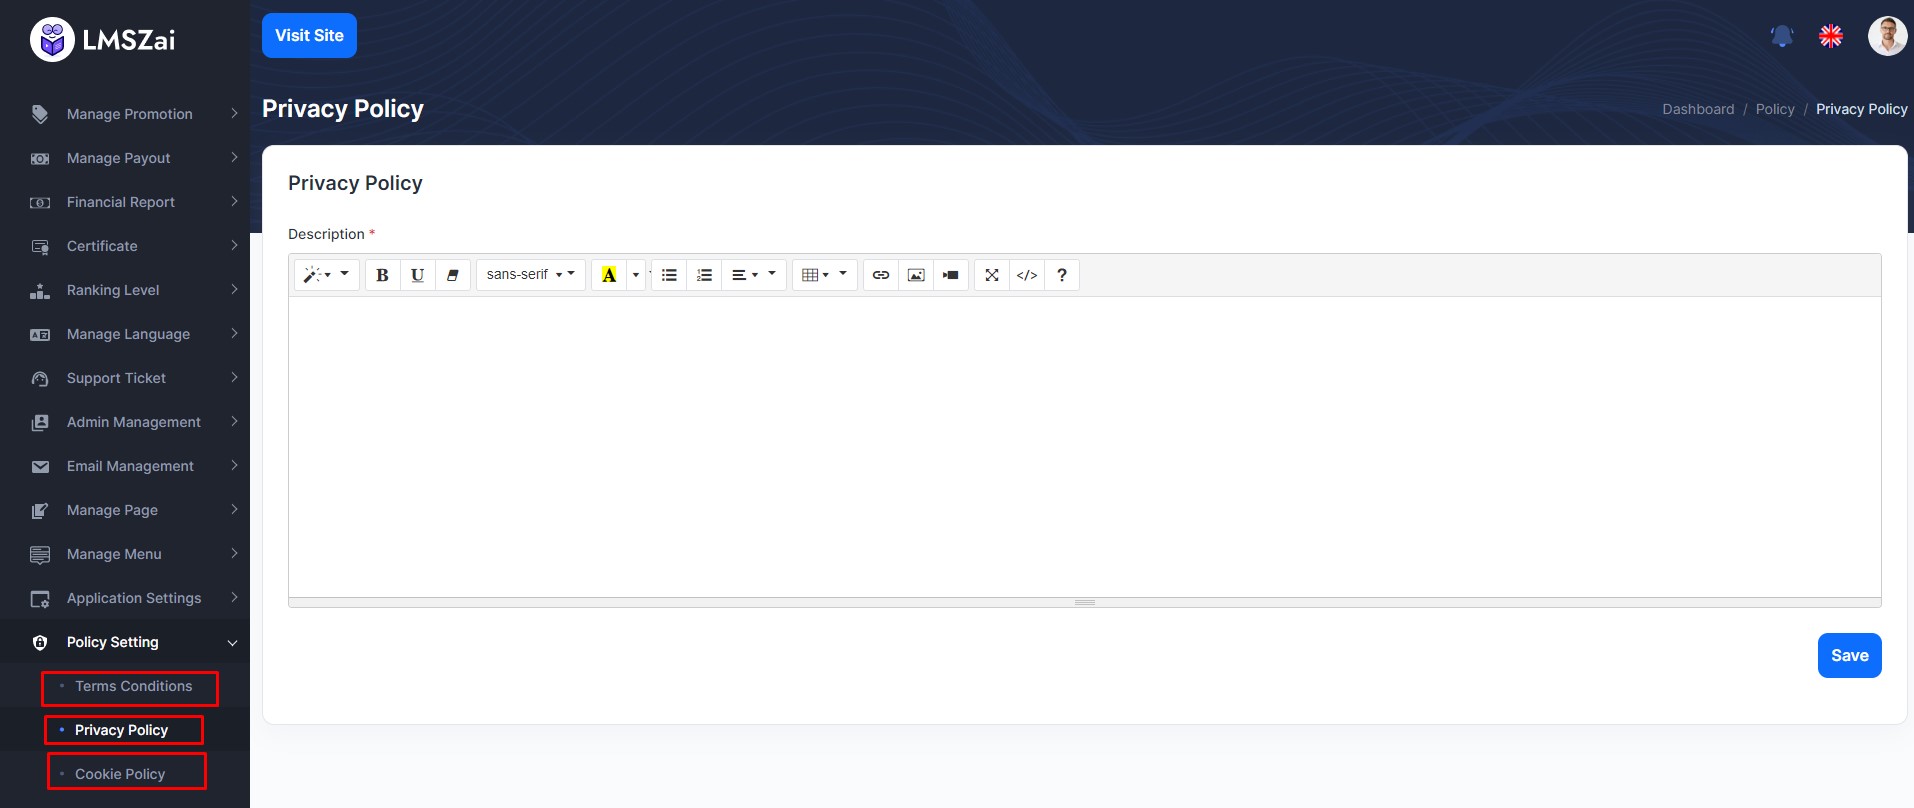 LMSZai
Visit Site
Manage Promotion
Manage Payout
Financial Report
Certificate
Ranking Level
Manage Language
Support Ticket
Admin Management
Email Management
Manage Page
Manage Menu
Application Settings
Policy Setting
Terms Conditions
Privacy Policy
Cookie Policy
Privacy Policy
Dashboard / Policy / Privacy Policy
Privacy Policy
Description *
B U sans-serif A </> ?
Save